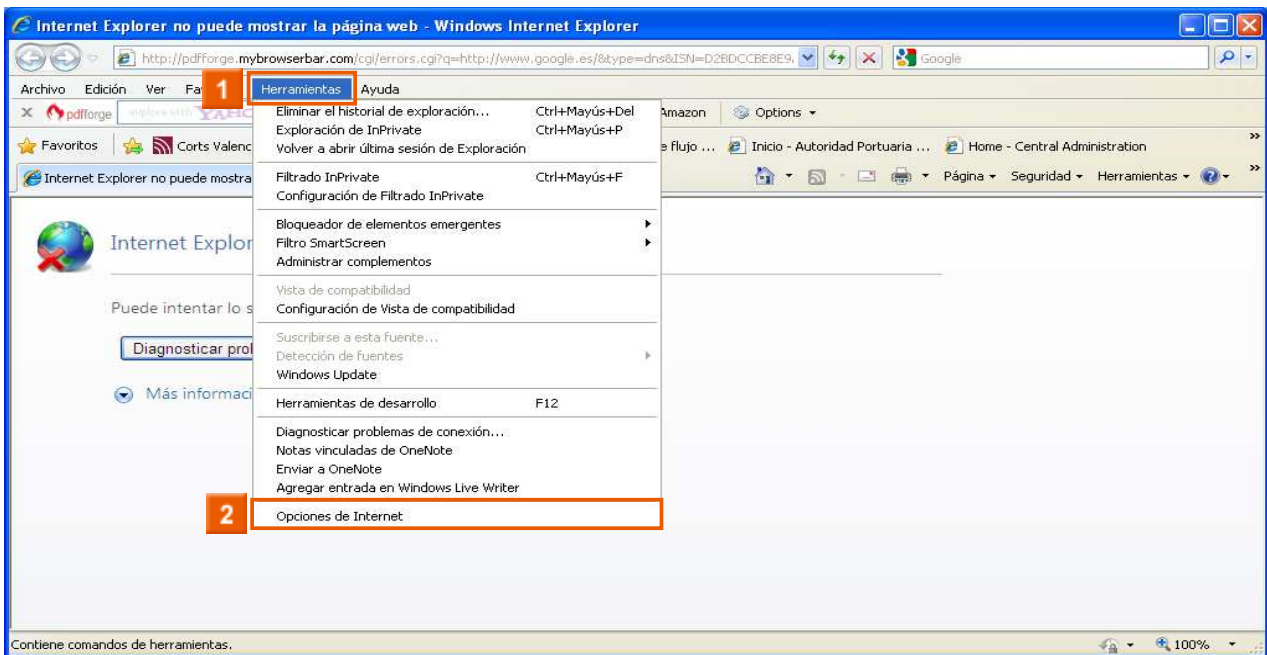 Internet Explorer no puede mostrar la página web - Windows Internet Explorer
http://pdfforge.mybrowserbar.com/cgi/errors.cgi?q=http://www.google.es/&type=dns&ISN=D2BDCCBE8E9. Google
Archivo Edición Ver Fa 1 Herramientas Ayuda
pdfforge explore with YAHO Amazon Options
Favoritos Corts Valenc e flujo ... Inicio - Autoridad Portuaria ... Home - Central Administration »
Internet Explorer no puede mostra Página Seguridad Herramientas »
Eliminar el historial de exploración... Ctrl+Mayús+Del
Exploración de InPrivate Ctrl+Mayús+P
Volver a abrir última sesión de Exploración
Filtrado InPrivate Ctrl+Mayús+F
Configuración de Filtrado InPrivate
Bloqueador de elementos emergentes
Filtro SmartScreen
Administrar complementos
Vista de compatibilidad
Configuración de Vista de compatibilidad
Suscribirse a esta fuente...
Detección de fuentes
Windows Update
Herramientas de desarrollo F12
Diagnosticar problemas de conexión...
Notas vinculadas de OneNote
Enviar a OneNote
Agregar entrada en Windows Live Writer
2 Opciones de Internet
Internet Explor
Puede intentar lo s
Diagnosticar prol
Más informaci
Contiene comandos de herramientas. 100%